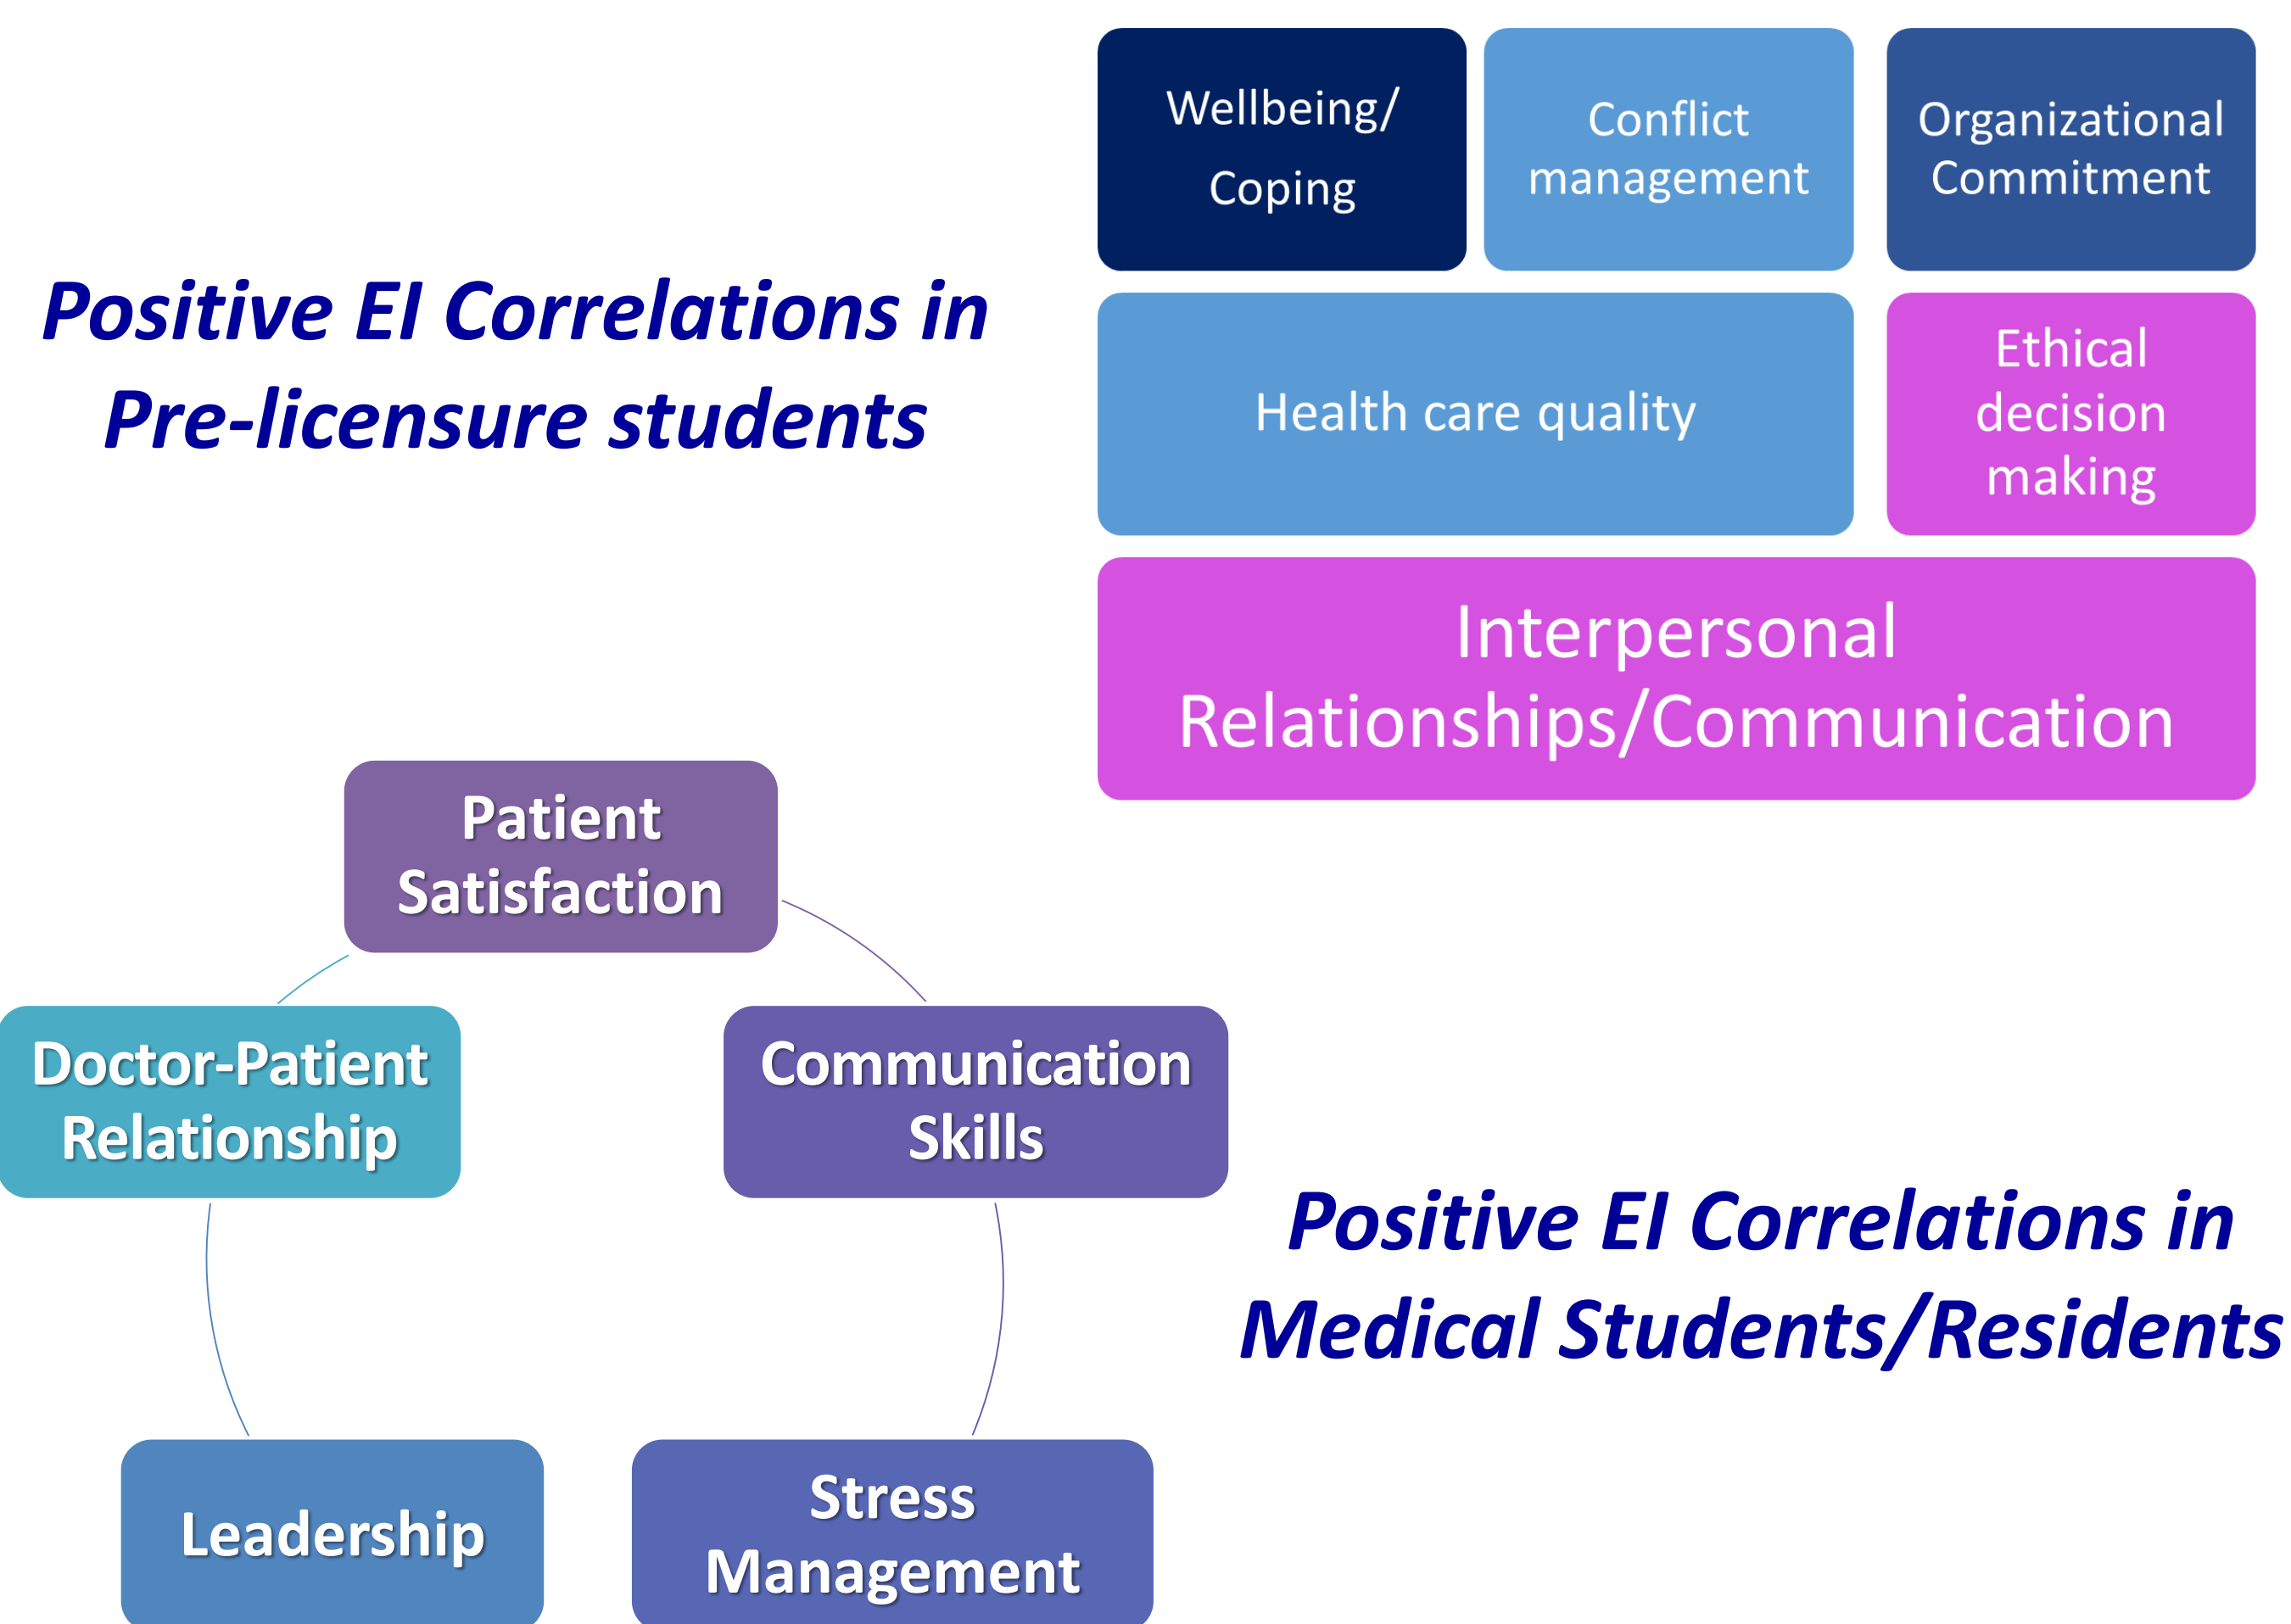 Positive EI Correlations in
Pre-licensure students
Wellbeing/
Coping
Conflict
management
Organizational
Commitment
Health care quality
Ethical
decision
making
Interpersonal
Relationships/Communication
Patient
Satisfaction
Doctor-Patient
Relationship
Communication
Skills
Leadership
Stress
Management
Positive EI Correlations in
Medical Students/Residents